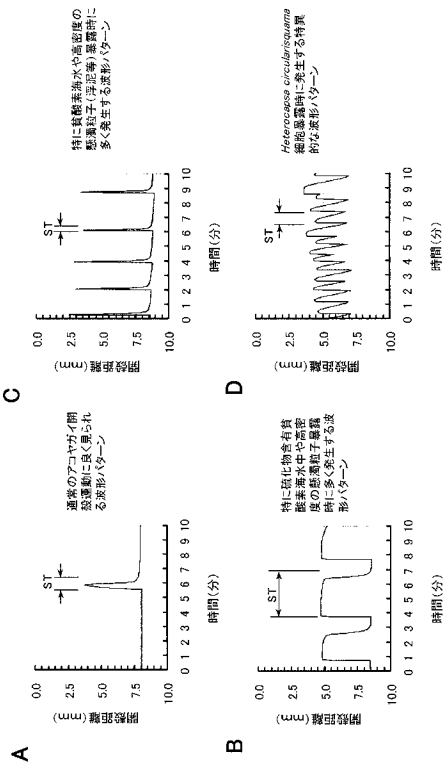 A
0.0
2.5
5.0
7.5
10.0
開殻距離(mm)
0 1 2 3 4 5 6 7 8 9 10
時間(分)
ST
通常のアコヤガイ開
殻運動に良く見られ
る波形パターン
B
0.0
2.5
5.0
7.5
10.0
開殻距離(mm)
0 1 2 3 4 5 6 7 8 9 10
時間(分)
ST
特に硫化物含有貧
酸素海水中や高密
度の懸濁粒子暴露
時に多く発生する波
形パターン
C
0.0
2.5
5.0
7.5
10.0
開殻距離(mm)
0 1 2 3 4 5 6 7 8 9 10
時間(分)
ST
特に貧酸素海水や高密度の
懸濁粒子(浮泥等)暴露時に
多く発生する波形パターン
D
0.0
2.5
5.0
7.5
10.0
開殻距離(mm)
0 1 2 3 4 5 6 7 8 9 10
時間(分)
ST
Heterocapsa circularisquama
細胞暴露時に発生する特異
的な波形パターン